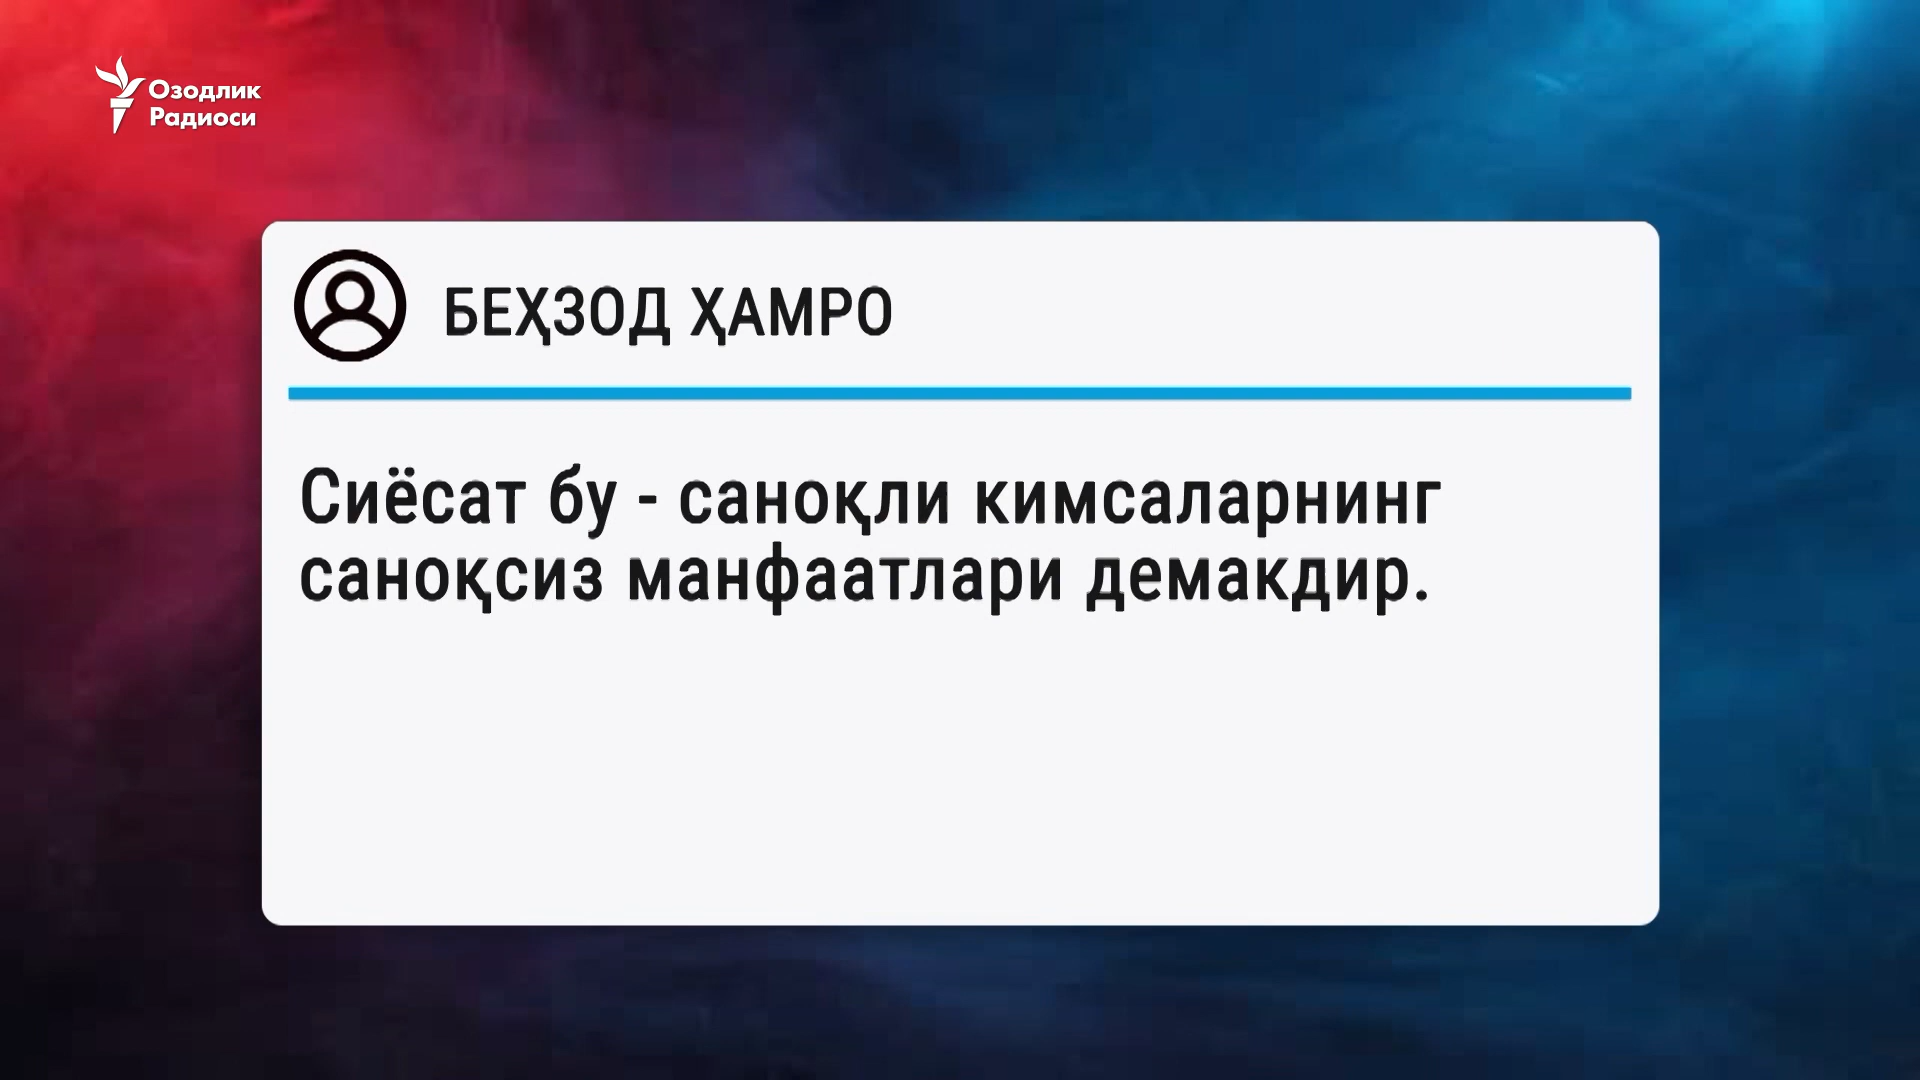 Озодлик
Радиоси
БЕҲЗОД ҲАМРО
Сиёсат бу - саноқли кимсаларнинг
саноқсиз манфаатлари демакдир.